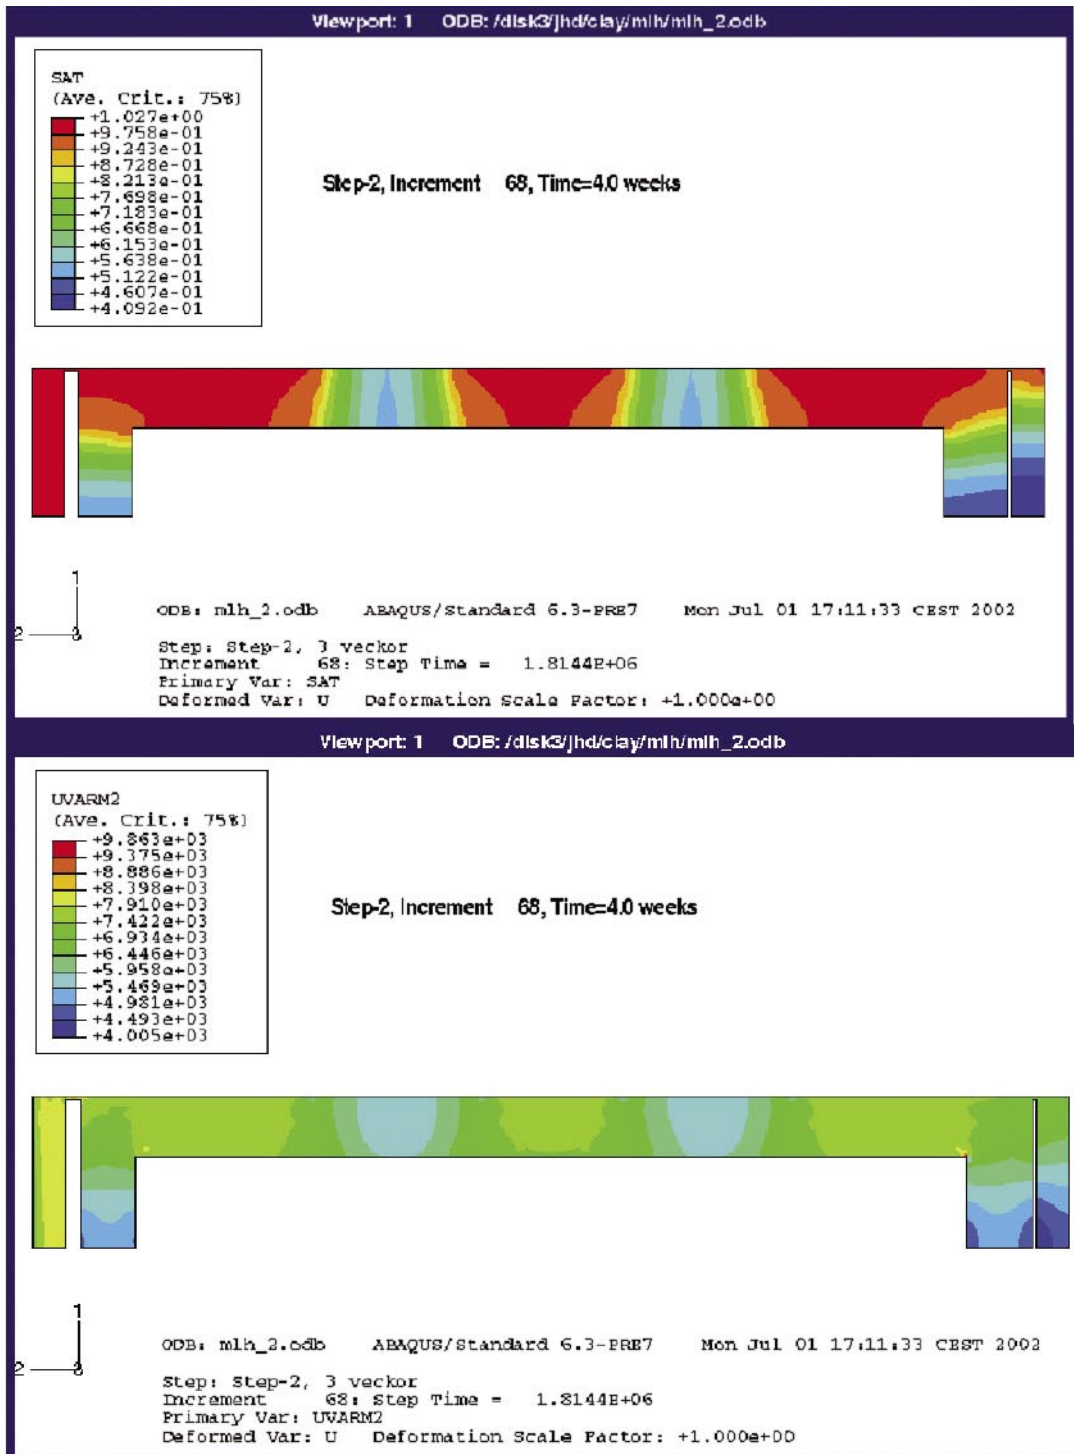 Viewport: 1 ODB: /disk3/jhd/clay/mlh/mlh_2.odb
SAT
(Ave. Crit.: 75%)
+1.027e+00
+9.758e-01
+9.243e-01
+8.728e-01
+8.213e-01
+7.698e-01
+7.183e-01
+6.668e-01
+6.153e-01
+5.638e-01
+5.122e-01
+4.607e-01
+4.092e-01
Step-2, Increment 68, Time=4.0 weeks
1
2
3
ODB: mlh_2.odb ABAQUS/Standard 6.3-PRE7 Mon Jul 01 17:11:33 CEST 2002
Step: Step-2, 3 veckor
Increment 68: Step Time = 1.8144E+06
Primary Var: SAT
Deformed Var: U Deformation Scale Factor: +1.000e+00
Viewport: 1 ODB: /disk3/jhd/clay/mlh/mlh_2.odb
UVARM2
(Ave. Crit.: 75%)
+9.863e+03
+9.375e+03
+8.886e+03
+8.398e+03
+7.910e+03
+7.422e+03
+6.934e+03
+6.446e+03
+5.958e+03
+5.469e+03
+4.981e+03
+4.493e+03
+4.005e+03
Step-2, Increment 68, Time=4.0 weeks
1
2
3
ODB: mlh_2.odb ABAQUS/Standard 6.3-PRE7 Mon Jul 01 17:11:33 CEST 2002
Step: Step-2, 3 veckor
Increment 68: Step Time = 1.8144E+06
Primary Var: UVARM2
Deformed Var: U Deformation Scale Factor: +1.000e+00